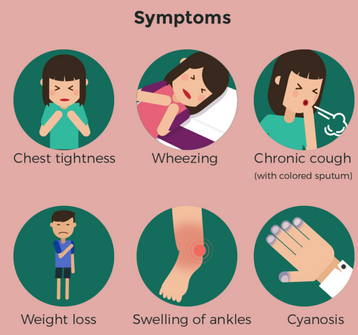 Symptoms
Chest tightness
Wheezing
Chronic cough
(with colored sputum)
Weight loss
Swelling of ankles
Cyanosis